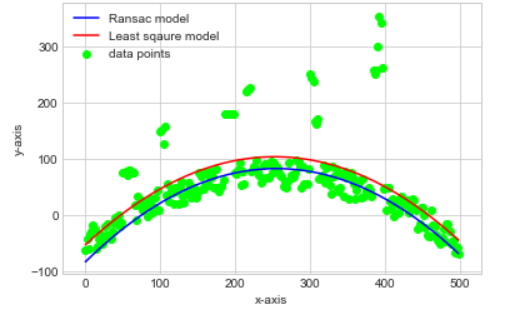 Ransac model
Least sqaure model
data points
y-axis
300
200
100
0
−100
0 100 200 300 400 500
x-axis